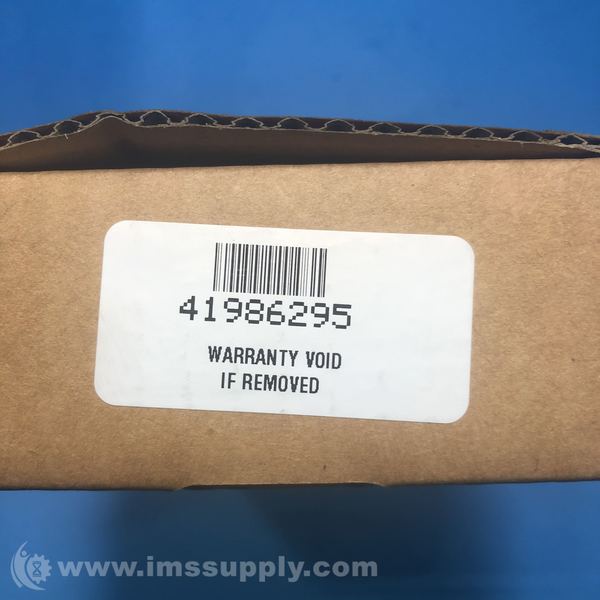 41986295
WARRANTY VOID
IF REMOVED
www.imssupply.com